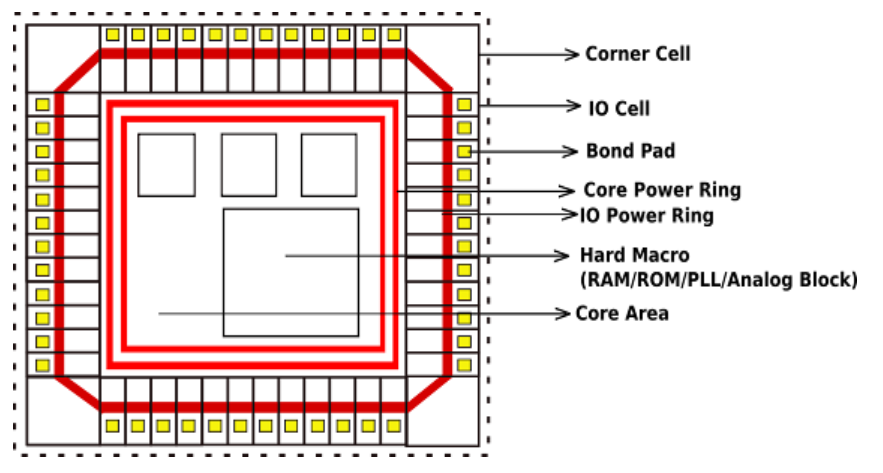 Corner Cell
IO Cell
Bond Pad
Core Power Ring
IO Power Ring
Hard Macro
(RAM/ROM/PLL/Analog Block)
Core Area